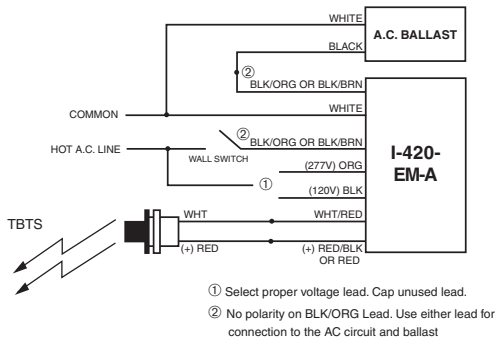 WHITE
A.C. BALLAST
BLACK
②
BLK/ORG OR BLK/BRN
COMMON
WHITE
② BLK/ORG OR BLK/BRN
HOT A.C. LINE
WALL SWITCH
I-420-
EM-A
(277V) ORG
①
(120V) BLK
TBTS
WHT
WHT/RED
(+) RED
(+) RED/BLK
OR RED
① Select proper voltage lead. Cap unused lead.
② No polarity on BLK/ORG Lead. Use either lead for
connection to the AC circuit and ballast